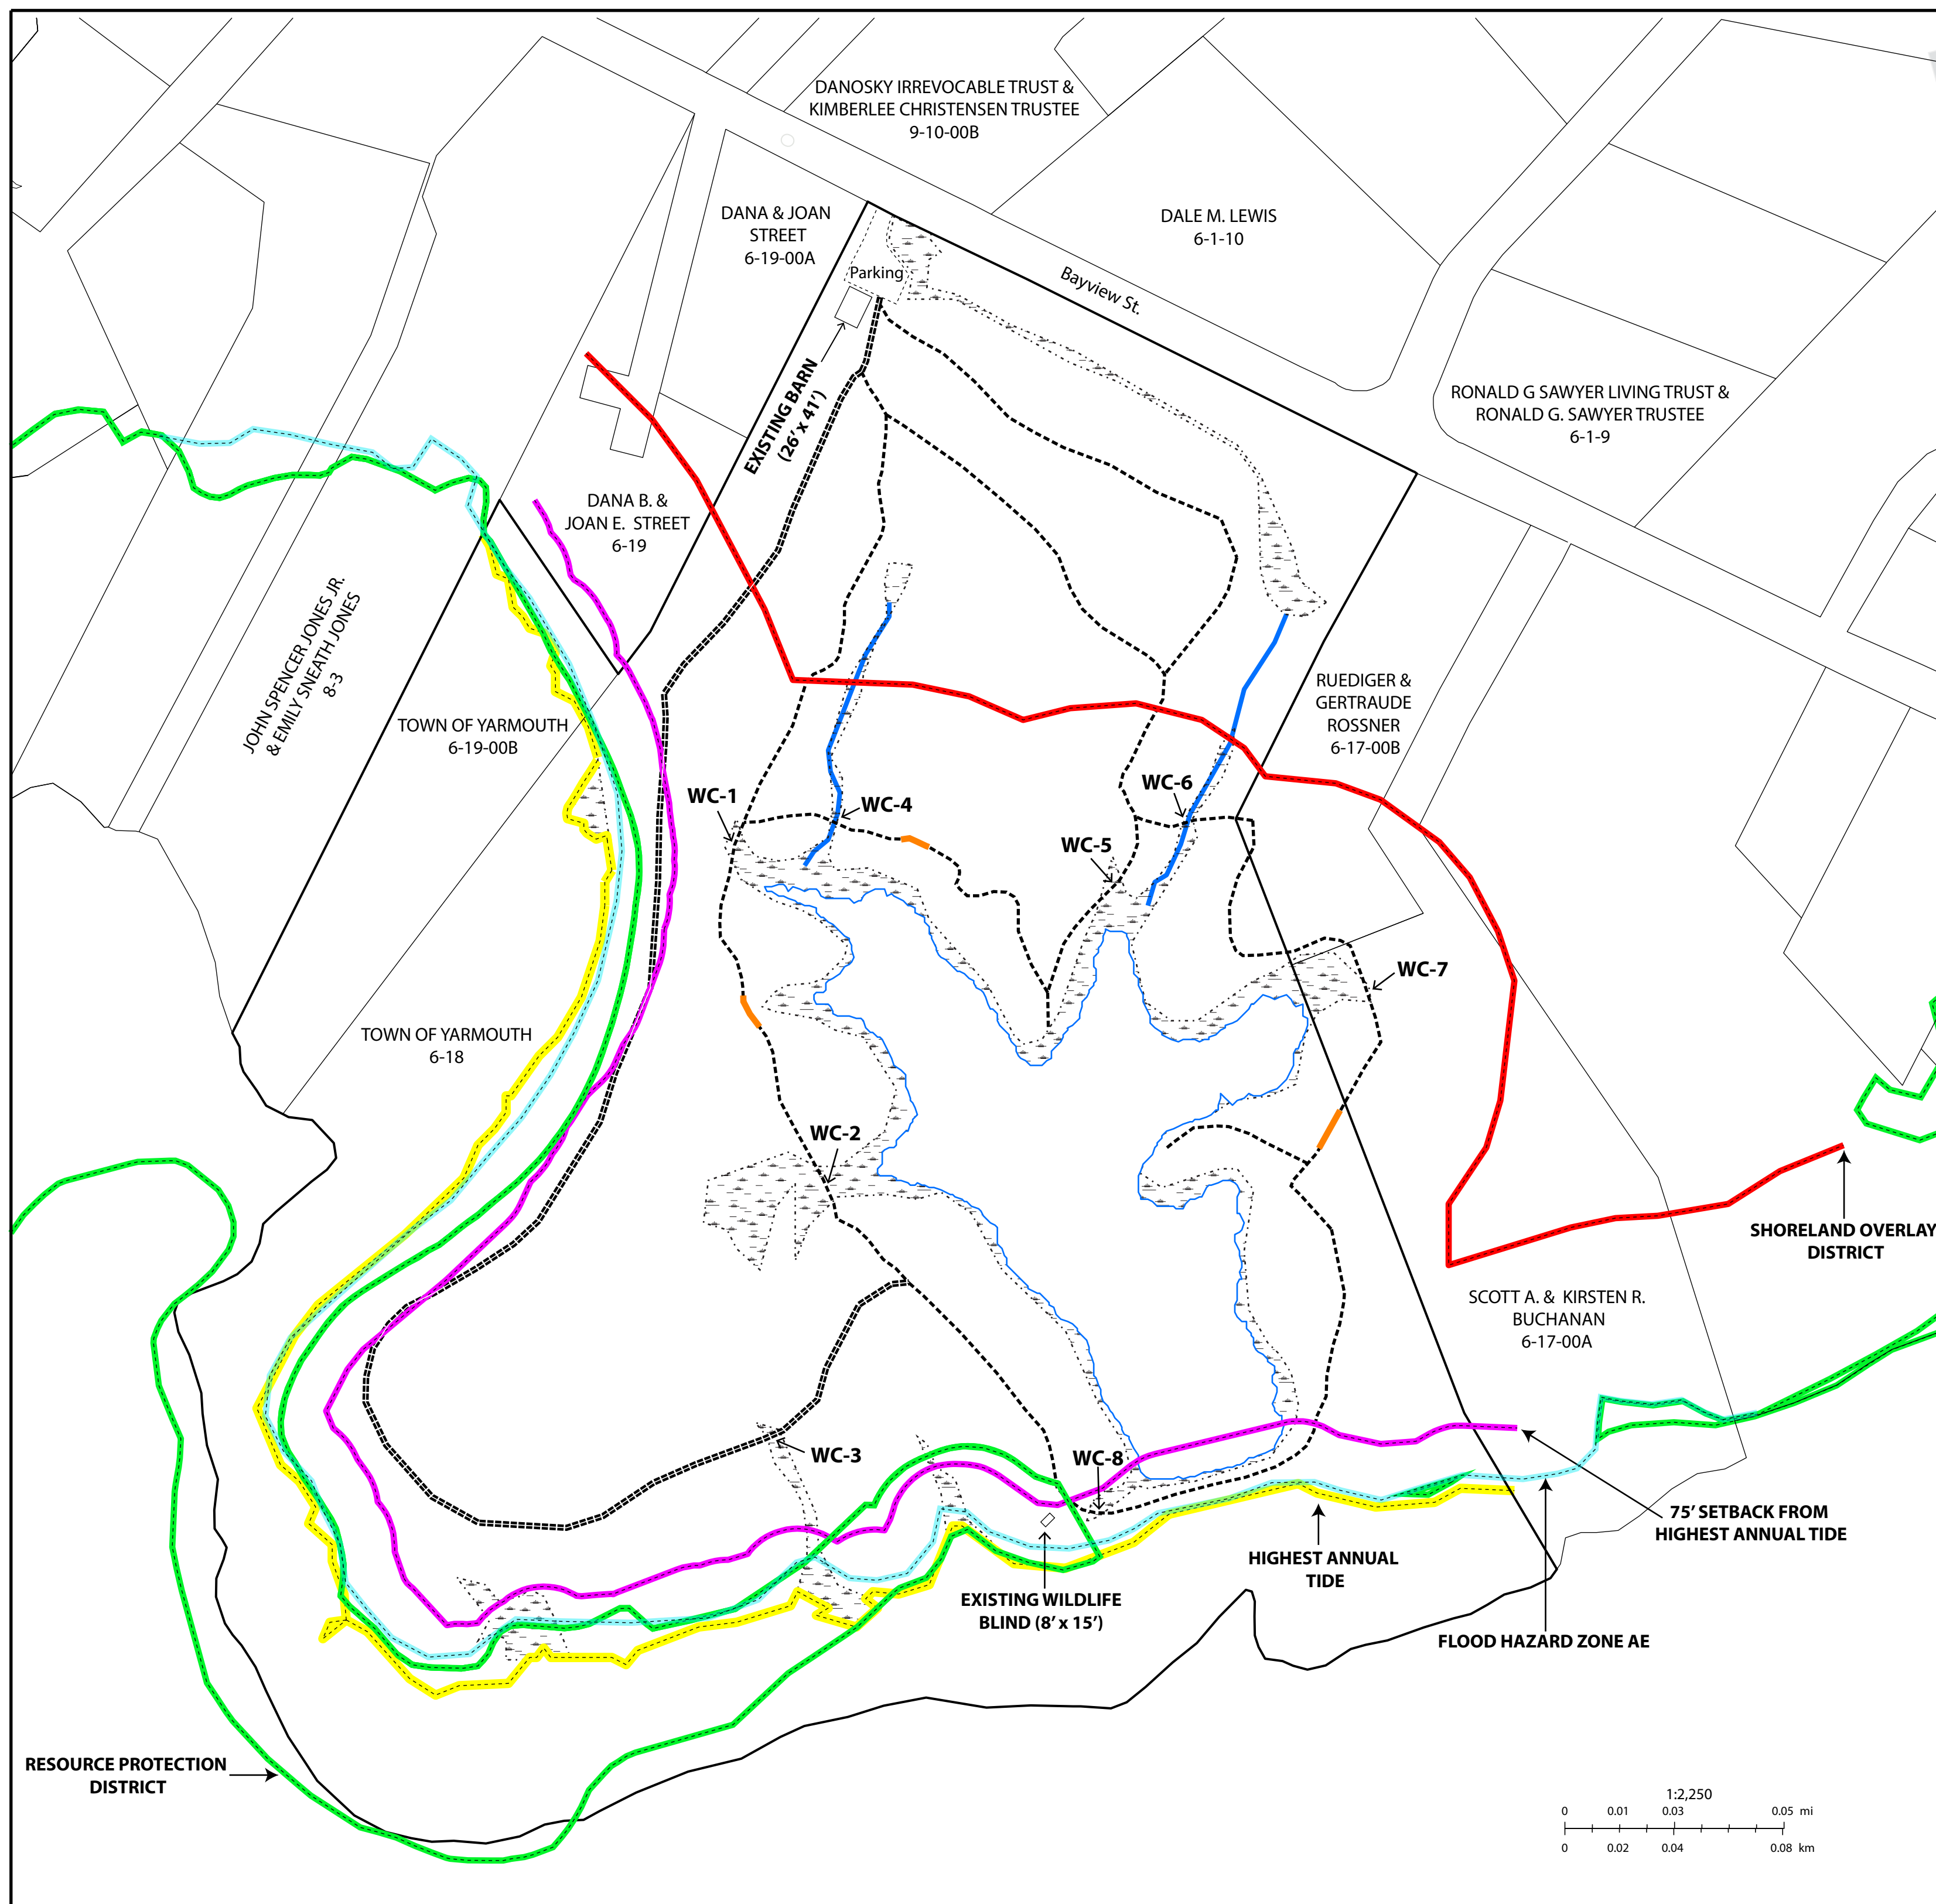 DANOSKY IRREVOCABLE TRUST &
KIMBERLEE CHRISTENSEN TRUSTEE
9-10-00B
DANA & JOAN
STREET
6-19-00A
DALE M. LEWIS
6-1-10
Parking
Bayview St.
EXISTING BARN
(26' x 41')
RONALD G SAWYER LIVING TRUST &
RONALD G. SAWYER TRUSTEE
6-1-9
DANA B. &
JOAN E. STREET
6-19
JOHN SPENCER JONES JR.
& EMILY SNEATH JONES
8-3
TOWN OF YARMOUTH
6-19-00B
RUEDIGER &
GERTRAUDE
ROSSNER
6-17-00B
WC-1
WC-4
WC-6
WC-5
WC-7
TOWN OF YARMOUTH
6-18
WC-2
SHORELAND OVERLAY
DISTRICT
SCOTT A. & KIRSTEN R.
BUCHANAN
6-17-00A
WC-3
WC-8
75' SETBACK FROM
HIGHEST ANNUAL TIDE
HIGHEST ANNUAL
TIDE
EXISTING WILDLIFE
BLIND (8' x 15')
FLOOD HAZARD ZONE AE
RESOURCE PROTECTION
DISTRICT
1:2,250
0 0.01 0.03 0.05 mi
0 0.02 0.04 0.08 km